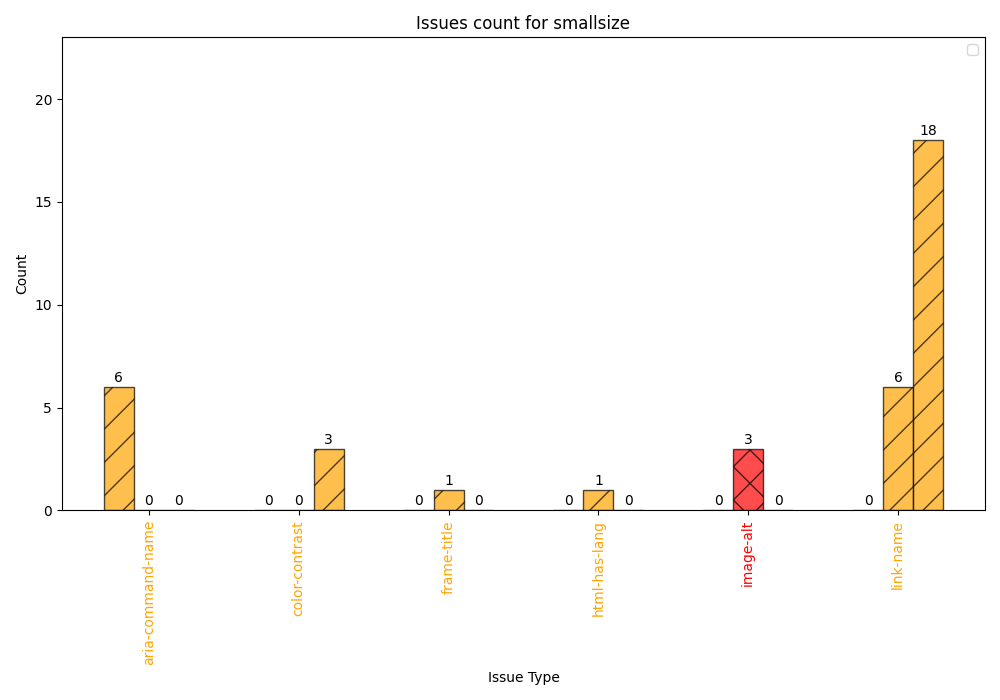 Issues count for smallsize
Count
20
15
10
5
0
6 0 0
0 0 3
0 1 0
0 1 0
0 3 0
0 6 18
aria-command-name
color-contrast
frame-title
html-has-lang
image-alt
link-name
Issue Type